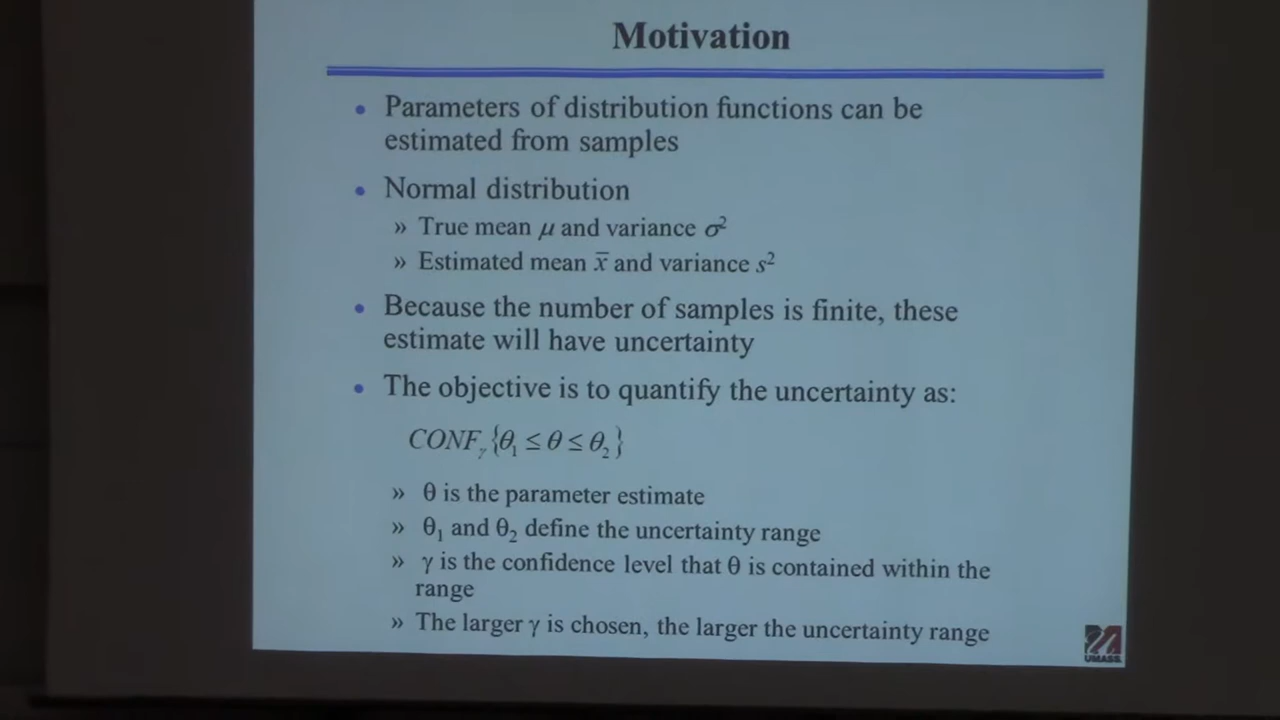 Motivation
• Parameters of distribution functions can be
estimated from samples
• Normal distribution
» True mean μ and variance σ²
» Estimated mean x̄ and variance s²
• Because the number of samples is finite, these
estimate will have uncertainty
• The objective is to quantify the uncertainty as:
CONFᵧ{θ₁ ≤ θ ≤ θ₂}
» θ is the parameter estimate
» θ₁ and θ₂ define the uncertainty range
» γ is the confidence level that θ is contained within the
range
» The larger γ is chosen, the larger the uncertainty range
UMASS